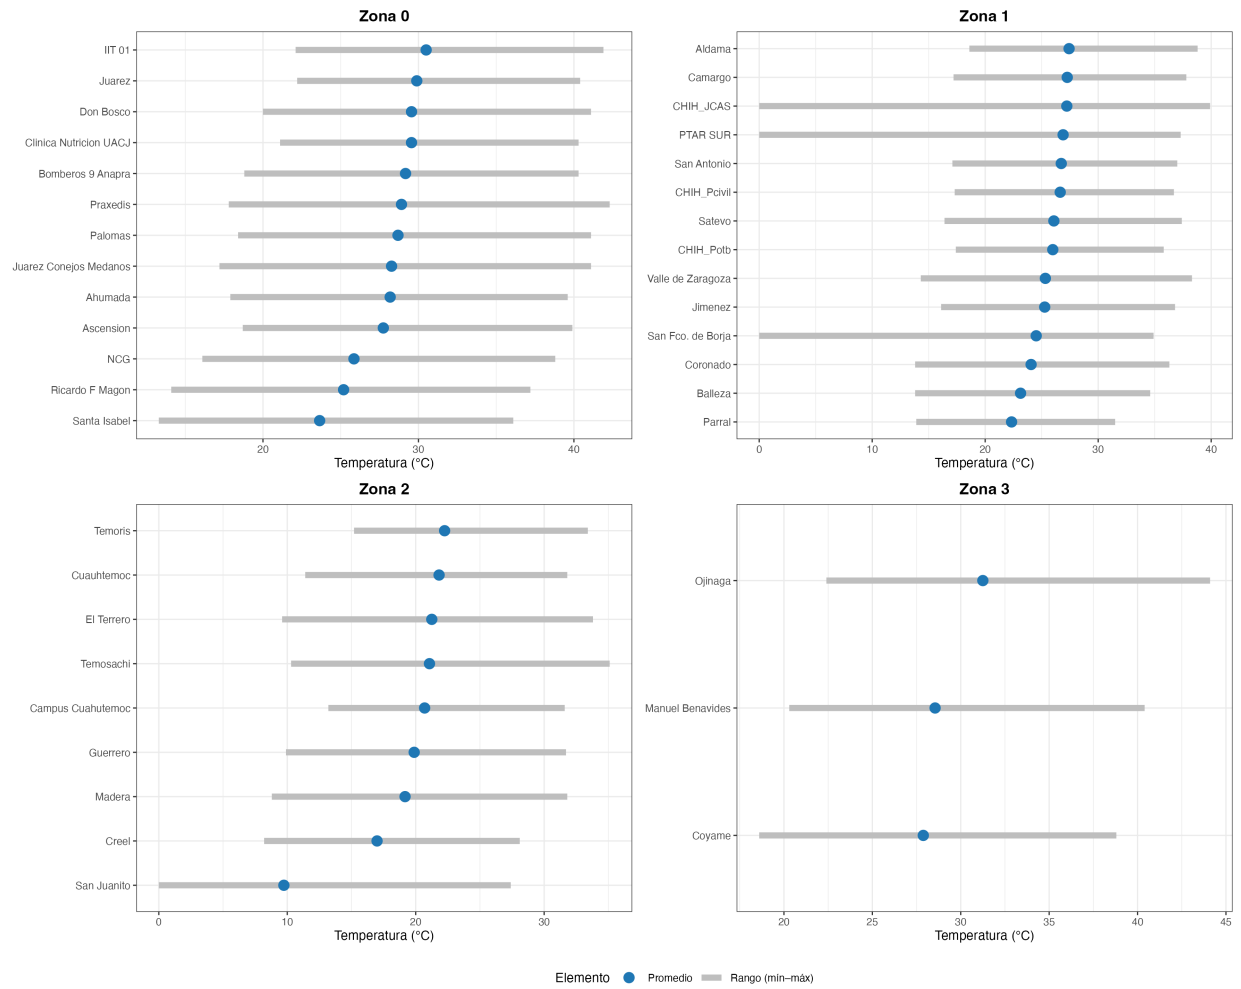 Zona 0
IIT 01
Juarez
Don Bosco
Clinica Nutricion UACJ
Bomberos 9 Anapra
Praxedis
Palomas
Juarez Conejos Medanos
Ahumada
Ascension
NCG
Ricardo F Magon
Santa Isabel
20 30 40
Temperatura (°C)
Zona 1
Aldama
Camargo
CHIH_JCAS
PTAR SUR
San Antonio
CHIH_Pcivil
Satevo
CHIH_Potb
Valle de Zaragoza
Jimenez
San Fco. de Borja
Coronado
Balleza
Parral
0 10 20 30 40
Temperatura (°C)
Zona 2
Temoris
Cuauhtemoc
El Terrero
Temosachi
Campus Cuahutemoc
Guerrero
Madera
Creel
San Juanito
0 10 20 30
Temperatura (°C)
Zona 3
Ojinaga
Manuel Benavides
Coyame
20 25 30 35 40 45
Temperatura (°C)
Elemento Promedio Rango (mín–máx)